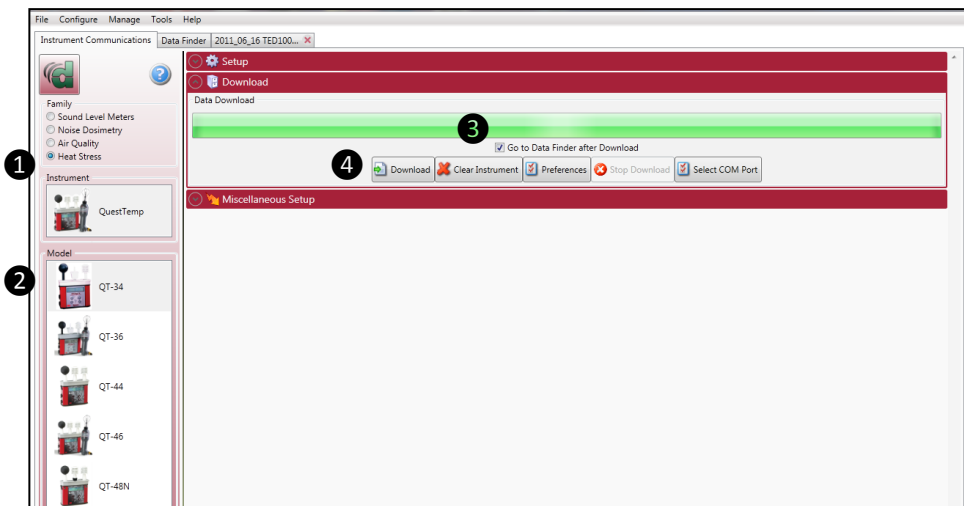 File Configure Manage Tools Help
Instrument Communications Data Finder 2011_06_16 TED100...
Setup
Download
Data Download
3
Go to Data Finder after Download
4 Download Clear Instrument Preferences Stop Download Select COM Port
Miscellaneous Setup
d
?
Family
Sound Level Meters
Noise Dosimetry
Air Quality
1 Heat Stress
Instrument
QuestTemp
Model
2 QT-34
QT-36
QT-44
QT-46
QT-48N